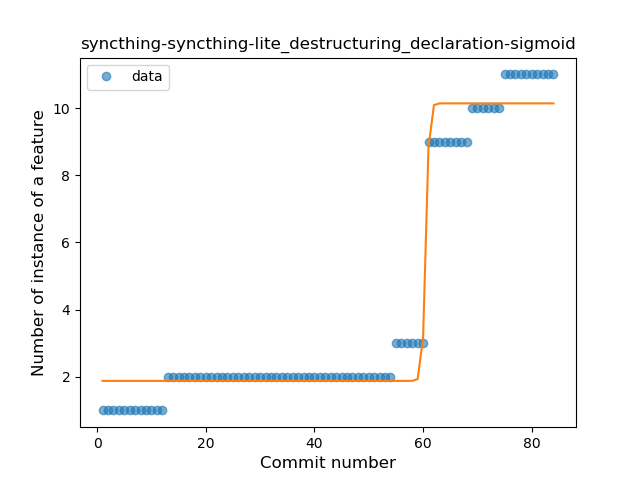 syncthing-syncthing-lite_destructuring_declaration-sigmoid
data
Number of instance of a feature
10
8
6
4
2
0 20 40 60 80
Commit number